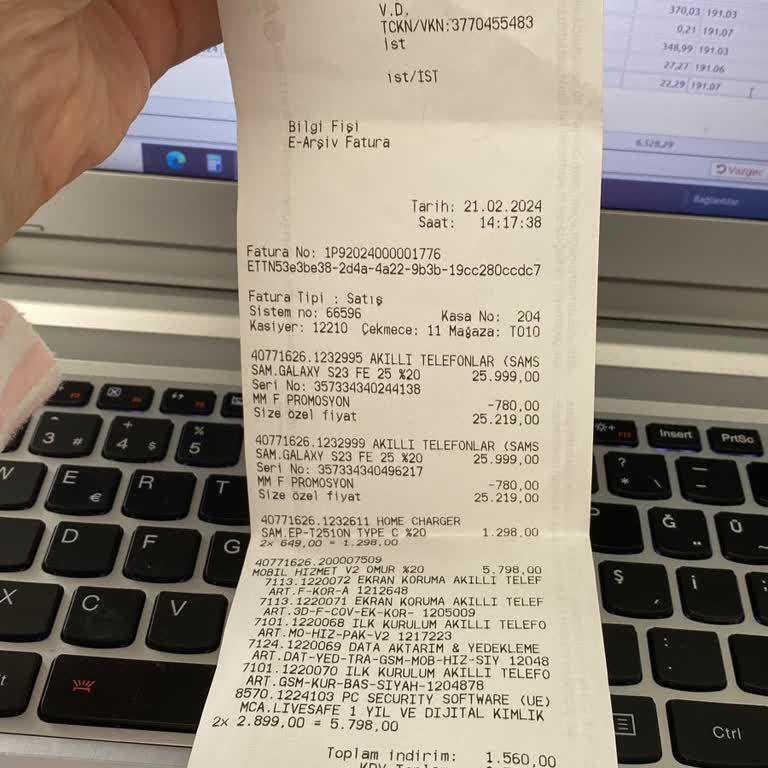 V.D.
TCKN/VKN:3770455483
ist
ist/İST
Bilgi Fişi
E-Arşiv Fatura
Tarih: 21.02.2024
Saat: 14:17:38
Fatura No: 1P92024000001776
ETTN53e3be38-2d4a-4a22-9b3b-19cc280ccdc7
Fatura Tipi : Satış
Sistem no: 66596 Kasa No: 204
Kasiyer: 12210 Çekmece: 11 Mağaza: T010
40771626.1232995 AKILLI TELEFONLAR (SAMS
SAM.GALAXY S23 FE 25 %20 25.999,00
Seri No: 357334340244138
MM F PROMOSYON -780,00
Size özel fiyat 25.219,00
40771626.1232999 AKILLI TELEFONLAR (SAMS
SAM.GALAXY S23 FE 25 %20 25.999,00
Seri No: 357334340496217
MM F PROMOSYON -780,00
Size özel fiyat 25.219,00
40771626.1232611 HOME CHARGER
SAM.EP-T2510N TYPE C %20 1.298,00
2x 649,00 = 1.298,00
40771626.200007509
MOBIL HIZMET V2 OMUR %20 5.798,00
7113.1220072 EKRAN KORUMA AKILLI TELEF
ART.F-KOR-A 1212648
7113.1220071 EKRAN KORUMA AKILLI TELEF
ART.3D-F-COV-EK-KOR- 1205009
7101.1220068 ILK KURULUM AKILLI TELEFO
ART.MO-HIZ-PAK-V2 1217223
7124.1220069 DATA AKTARIM & YEDEKLEME
ART.DAT-YED-TRA-GSM-MOB-HIZ-SIY 12048
7101.1220070 ILK KURULUM AKILLI TELEFO
ART.GSM-KUR-BAS-SIYAH-1204878
8570.1224103 PC SECURITY SOFTWARE (UE)
MCA.LIVESAFE 1 YIL VE DIJITAL KIMLIK
2x 2.899,00 = 5.798,00
Toplam indirim: 1.560,00
370,03 191.03
0,21 191.07
348,99 191.03
27,27 191.06
22,29 191.07
6.528,29
Vazgeç
Bağlantılar
3 #
4 $
% 5
E €
R
T
D
F
G
X
C
V
F12
Insert
PrtSc
? *
Ğ
Ü
Ş
İ
Ctrl